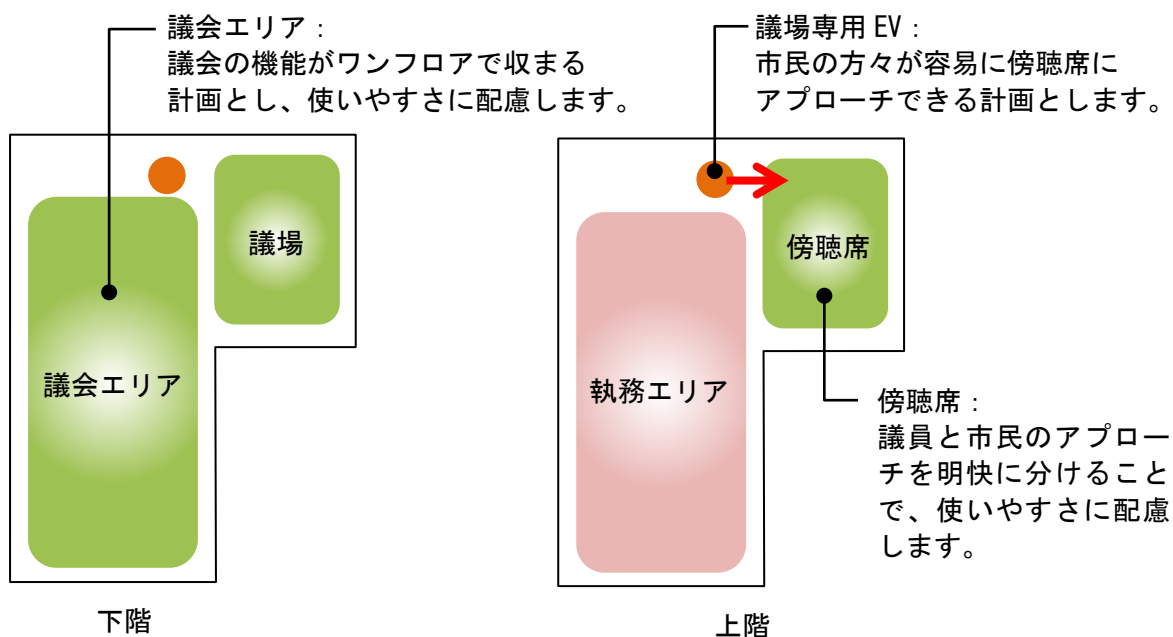 議会エリア：
議会の機能がワンフロアで収まる
計画とし、使いやすさに配慮します。
議場
議会エリア
下階
議場専用 EV：
市民の方々が容易に傍聴席に
アプローチできる計画とします。
傍聴席
執務エリア
傍聴席：
議員と市民のアプロー
チを明快に分けること
で、使いやすさに配慮
します。
上階